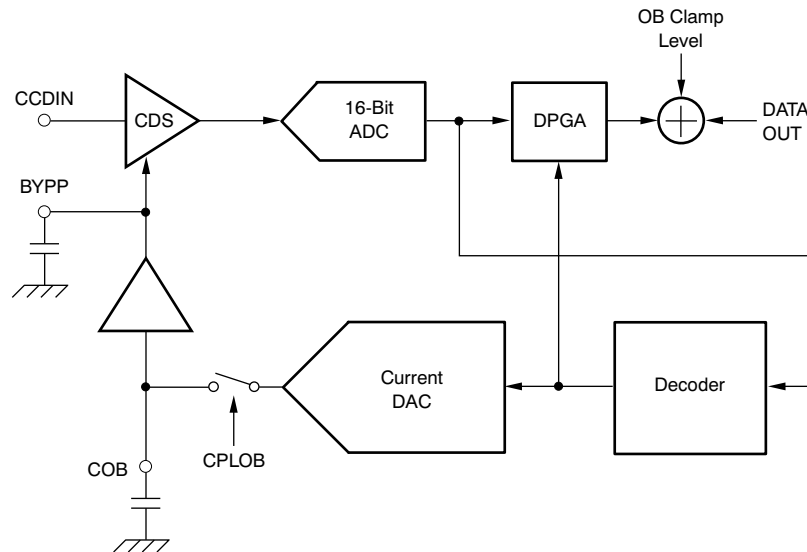 OB Clamp
Level
CCDIN
CDS
16-Bit
ADC
DPGA
DATA
OUT
BYPP
Current
DAC
Decoder
COB
CPLOB